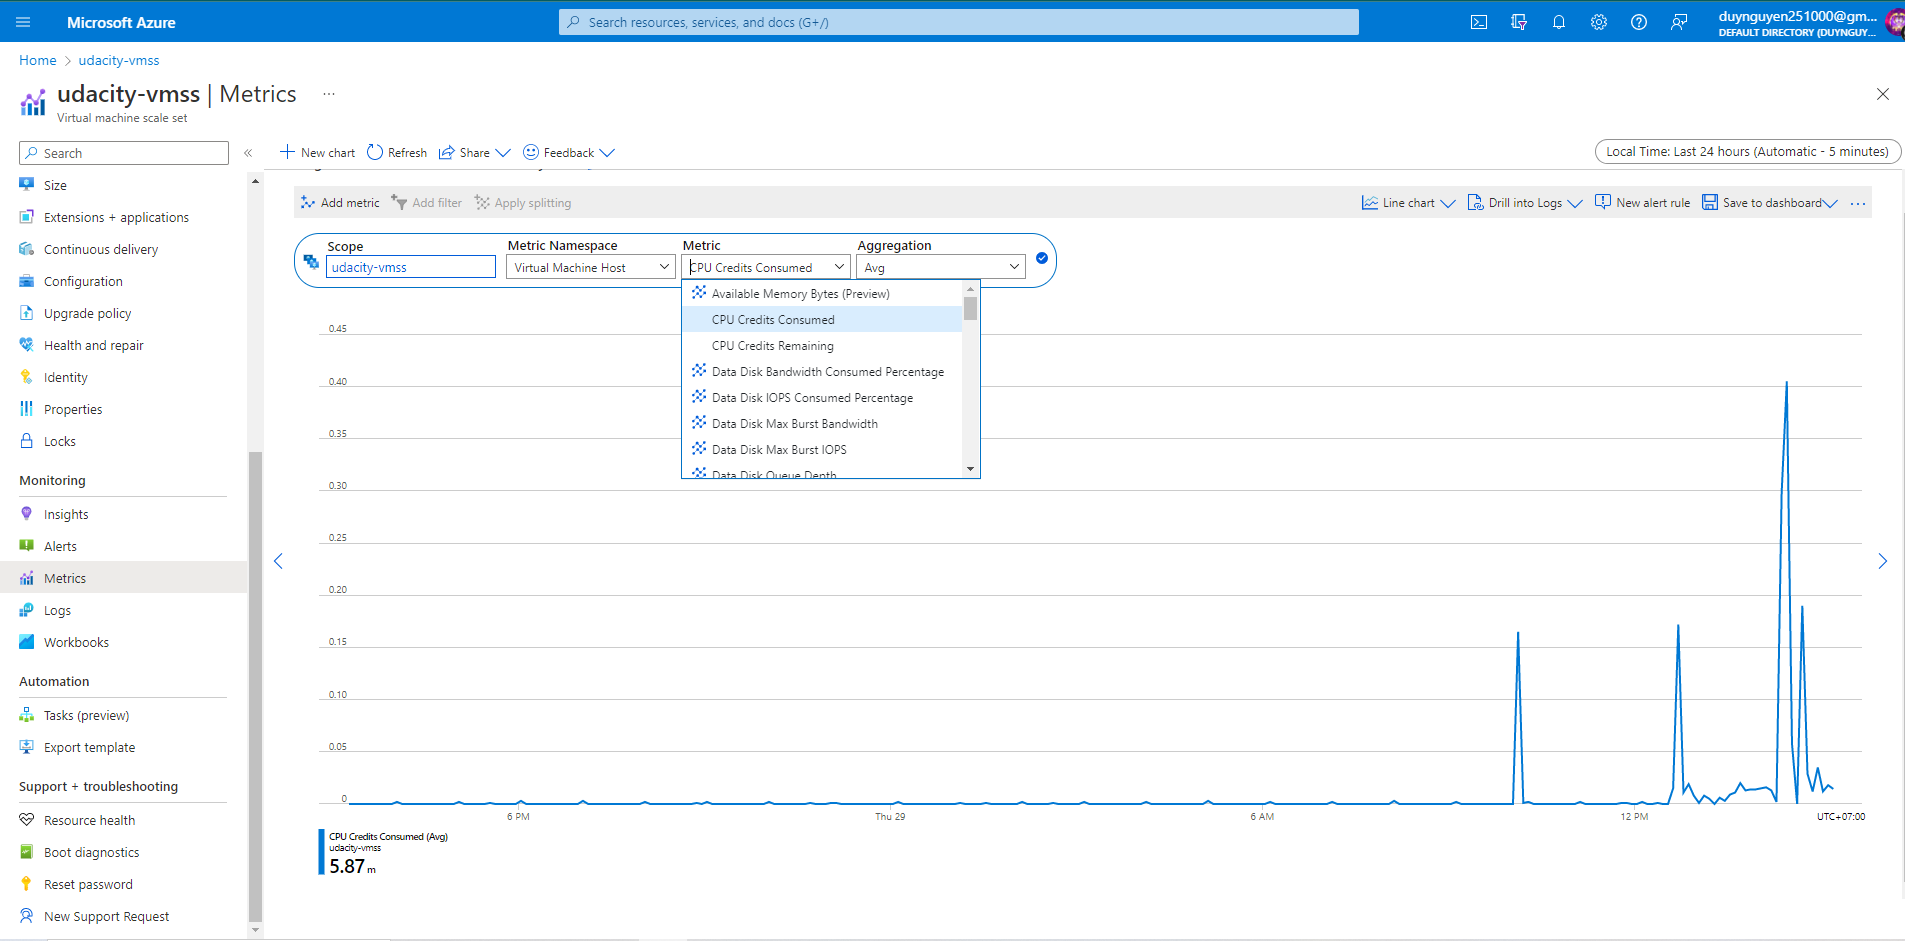 Microsoft Azure
Search resources, services, and docs (G+/)
duynguyen251000@gm...
DEFAULT DIRECTORY (DUYNGUY...
Home > udacity-vmss
udacity-vmss | Metrics ...
Virtual machine scale set
Search
«
New chart
Refresh
Share
Feedback
Local Time: Last 24 hours (Automatic - 5 minutes)
Size
Extensions + applications
Continuous delivery
Configuration
Upgrade policy
Health and repair
Identity
Properties
Locks
Monitoring
Insights
Alerts
Metrics
Logs
Workbooks
Automation
Tasks (preview)
Export template
Support + troubleshooting
Resource health
Boot diagnostics
Reset password
New Support Request
Add metric
Add filter
Apply splitting
Line chart
Drill into Logs
New alert rule
Save to dashboard
...
Scope
udacity-vmss
Metric Namespace
Virtual Machine Host
Metric
CPU Credits Consumed
Aggregation
Avg
Available Memory Bytes (Preview)
CPU Credits Consumed
CPU Credits Remaining
Data Disk Bandwidth Consumed Percentage
Data Disk IOPS Consumed Percentage
Data Disk Max Burst Bandwidth
Data Disk Max Burst IOPS
Data Disk Queue Depth
0.45
0.40
0.35
0.30
0.25
0.20
0.15
0.10
0.05
0
6 PM
Thu 29
6 AM
12 PM
UTC+07:00
CPU Credits Consumed (Avg)
udacity-vmss
5.87 m